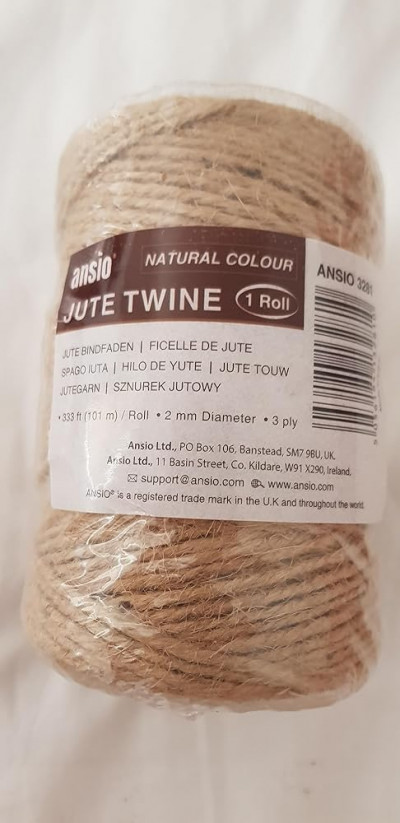 ansio®
NATURAL COLOUR
ANSIO 3281
JUTE TWINE
1 Roll
JUTE BINDFADEN | FICELLE DE JUTE
SPAGO IUTA | HILO DE YUTE | JUTE TOUW
JUTEGARN | SZNUREK JUTOWY
• 333 ft (101 m) / Roll • 2 mm Diameter • 3 ply
Ansio Ltd., PO Box 106, Banstead, SM7 9BU, UK.
Ansio Ltd., 11 Basin Street, Co. Kildare, W91 X290, Ireland.
support@ansio.com www.ansio.com
ANSIO® is a registered trade mark in the U.K and throughout the world.